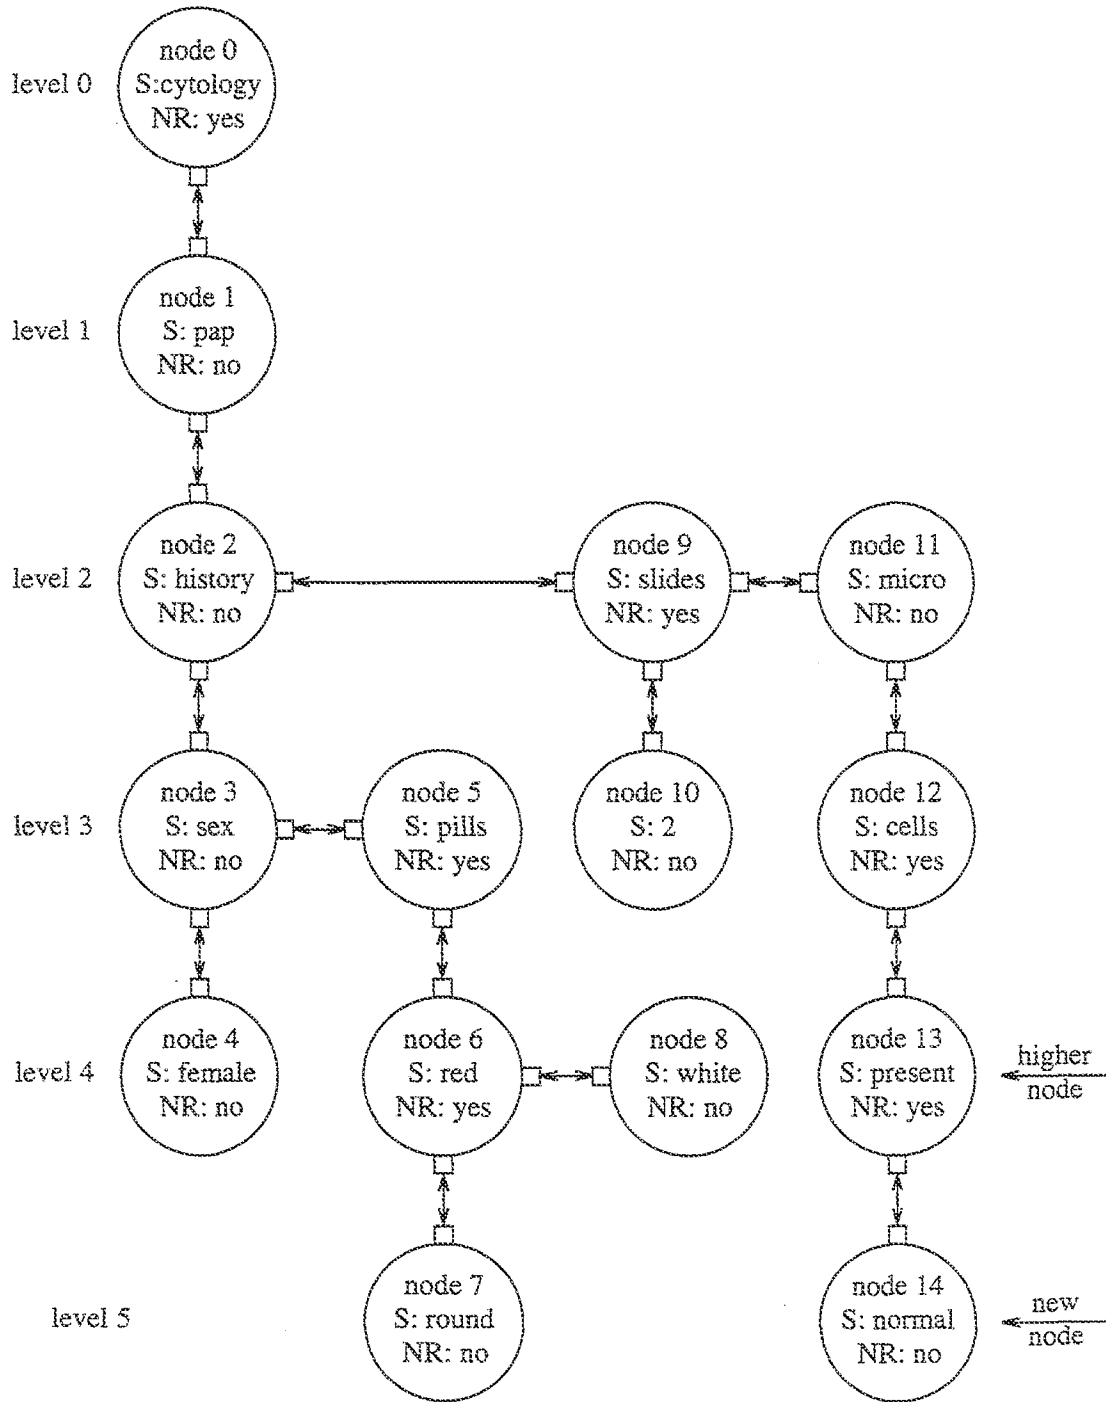 node 0
level 0
S:cytology
NR: yes
node 1
level 1
S: pap
NR: no
node 2
level 2
S: history
NR: no
node 9
S: slides
NR: yes
node 11
S: micro
NR: no
node 3
level 3
S: sex
NR: no
node 5
S: pills
NR: yes
node 10
S: 2
NR: no
node 12
S: cells
NR: yes
node 4
level 4
S: female
NR: no
node 6
S: red
NR: yes
node 8
S: white
NR: no
node 13
S: present
NR: yes
higher
node
level 5
node 7
S: round
NR: no
node 14
S: normal
NR: no
new
node